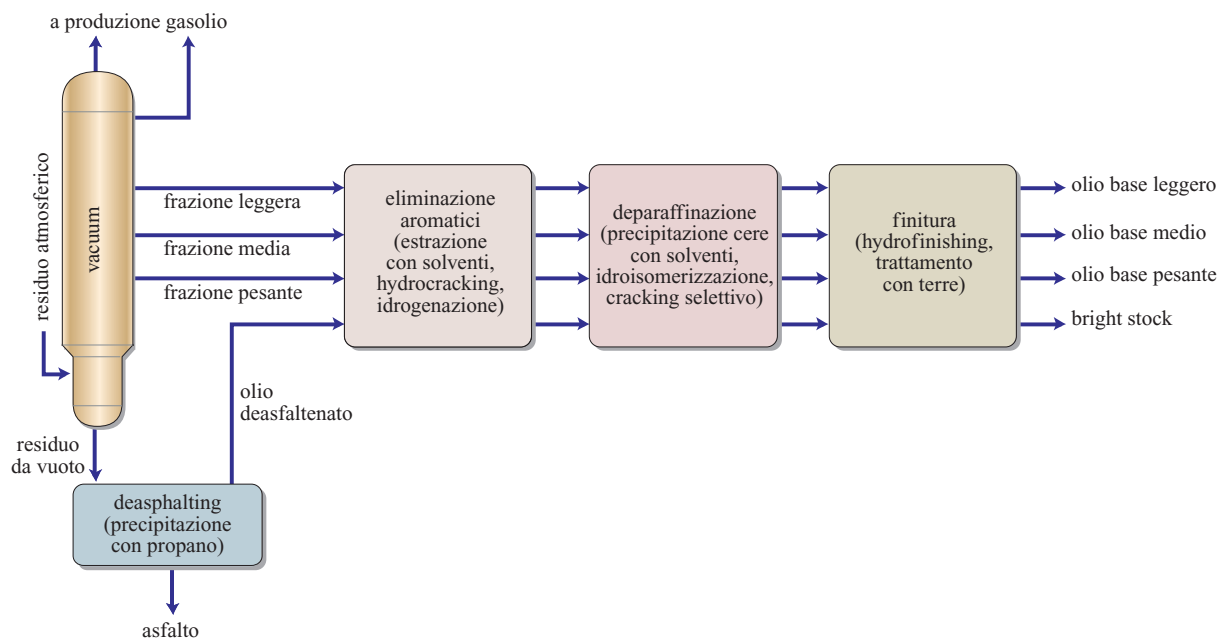 a produzione gasolio
residuo atmosferico
vacuum
frazione leggera
frazione media
frazione pesante
eliminazione
aromatici
(estrazione
con solventi,
hydrocracking,
idrogenazione)
deparaffinazione
(precipitazione cere
con solventi,
idroisomerizzazione,
cracking selettivo)
finitura
(hydrofinishing,
trattamento
con terre)
olio base leggero
olio base medio
olio base pesante
bright stock
olio
deasfaltenato
residuo
da vuoto
deasphalting
(precipitazione
con propano)
asfalto